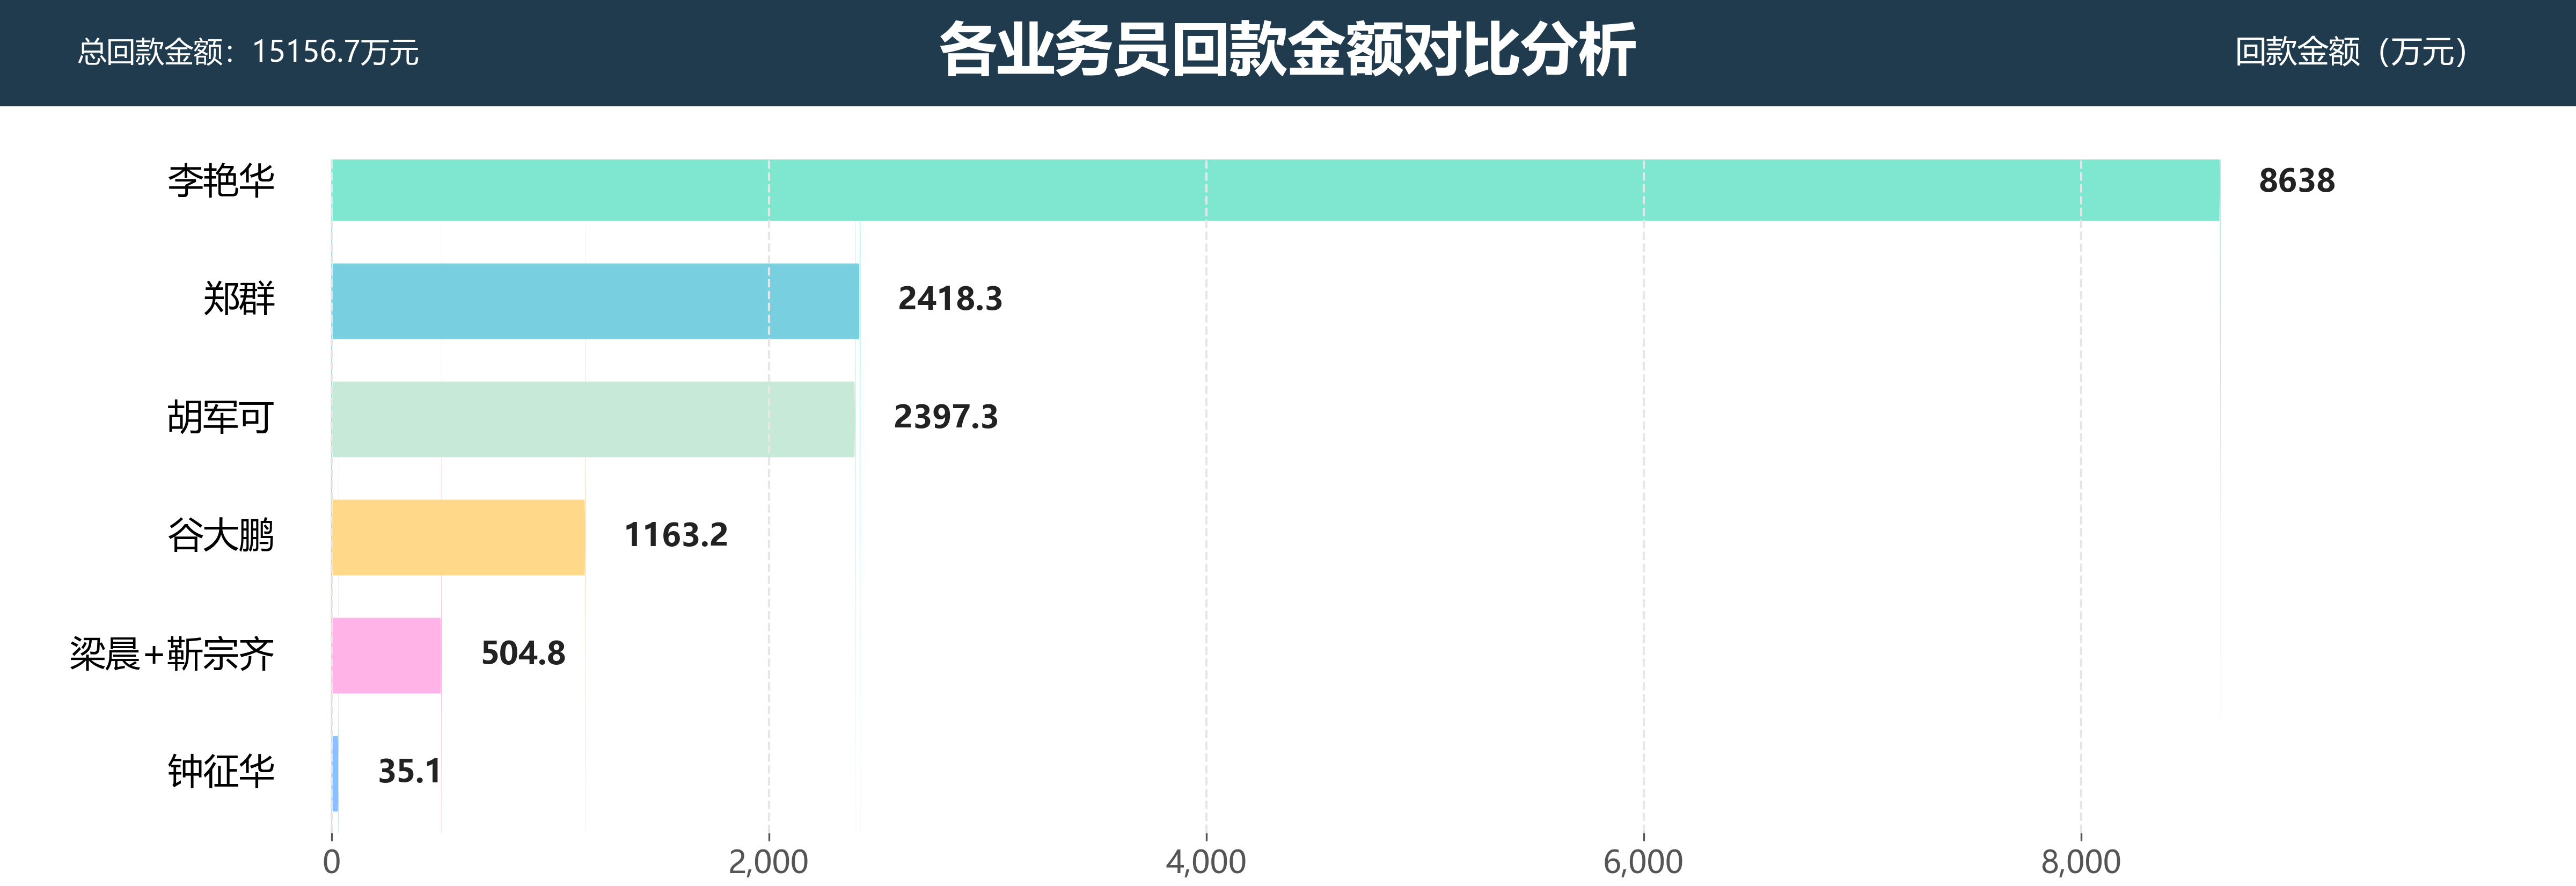 总回款金额：15156.7万元
各业务员回款金额对比分析
回款金额（万元）
李艳华 8638
郑群 2418.3
胡军可 2397.3
谷大鹏 1163.2
梁晨+靳宗齐 504.8
钟征华 35.1
0 2,000 4,000 6,000 8,000